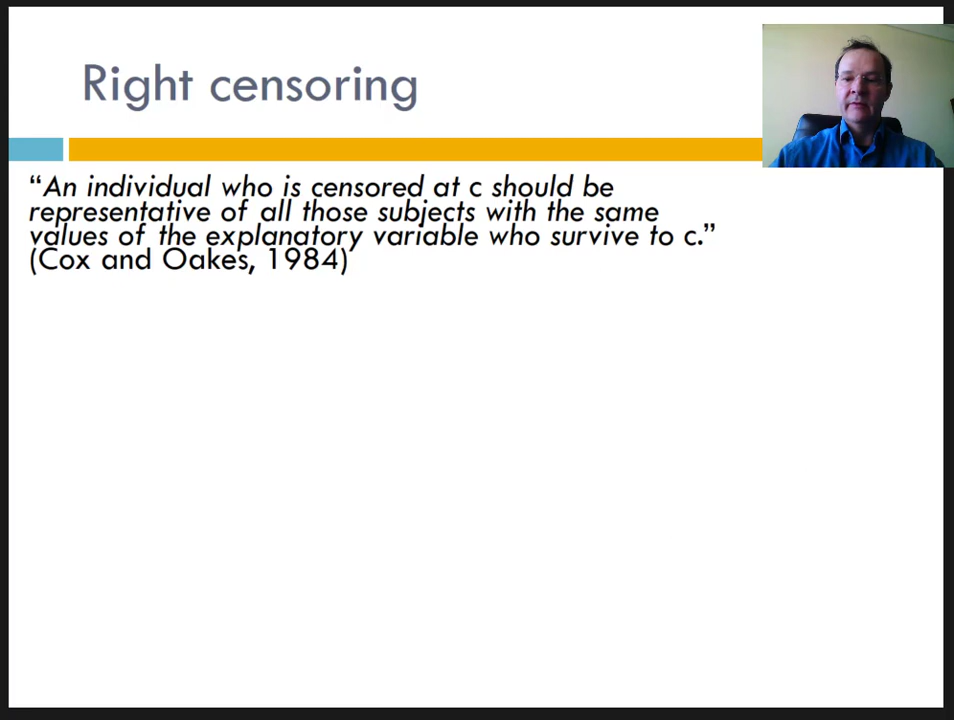 Right censoring
“An individual who is censored at c should be
representative of all those subjects with the same
values of the explanatory variable who survive to c.”
(Cox and Oakes, 1984)